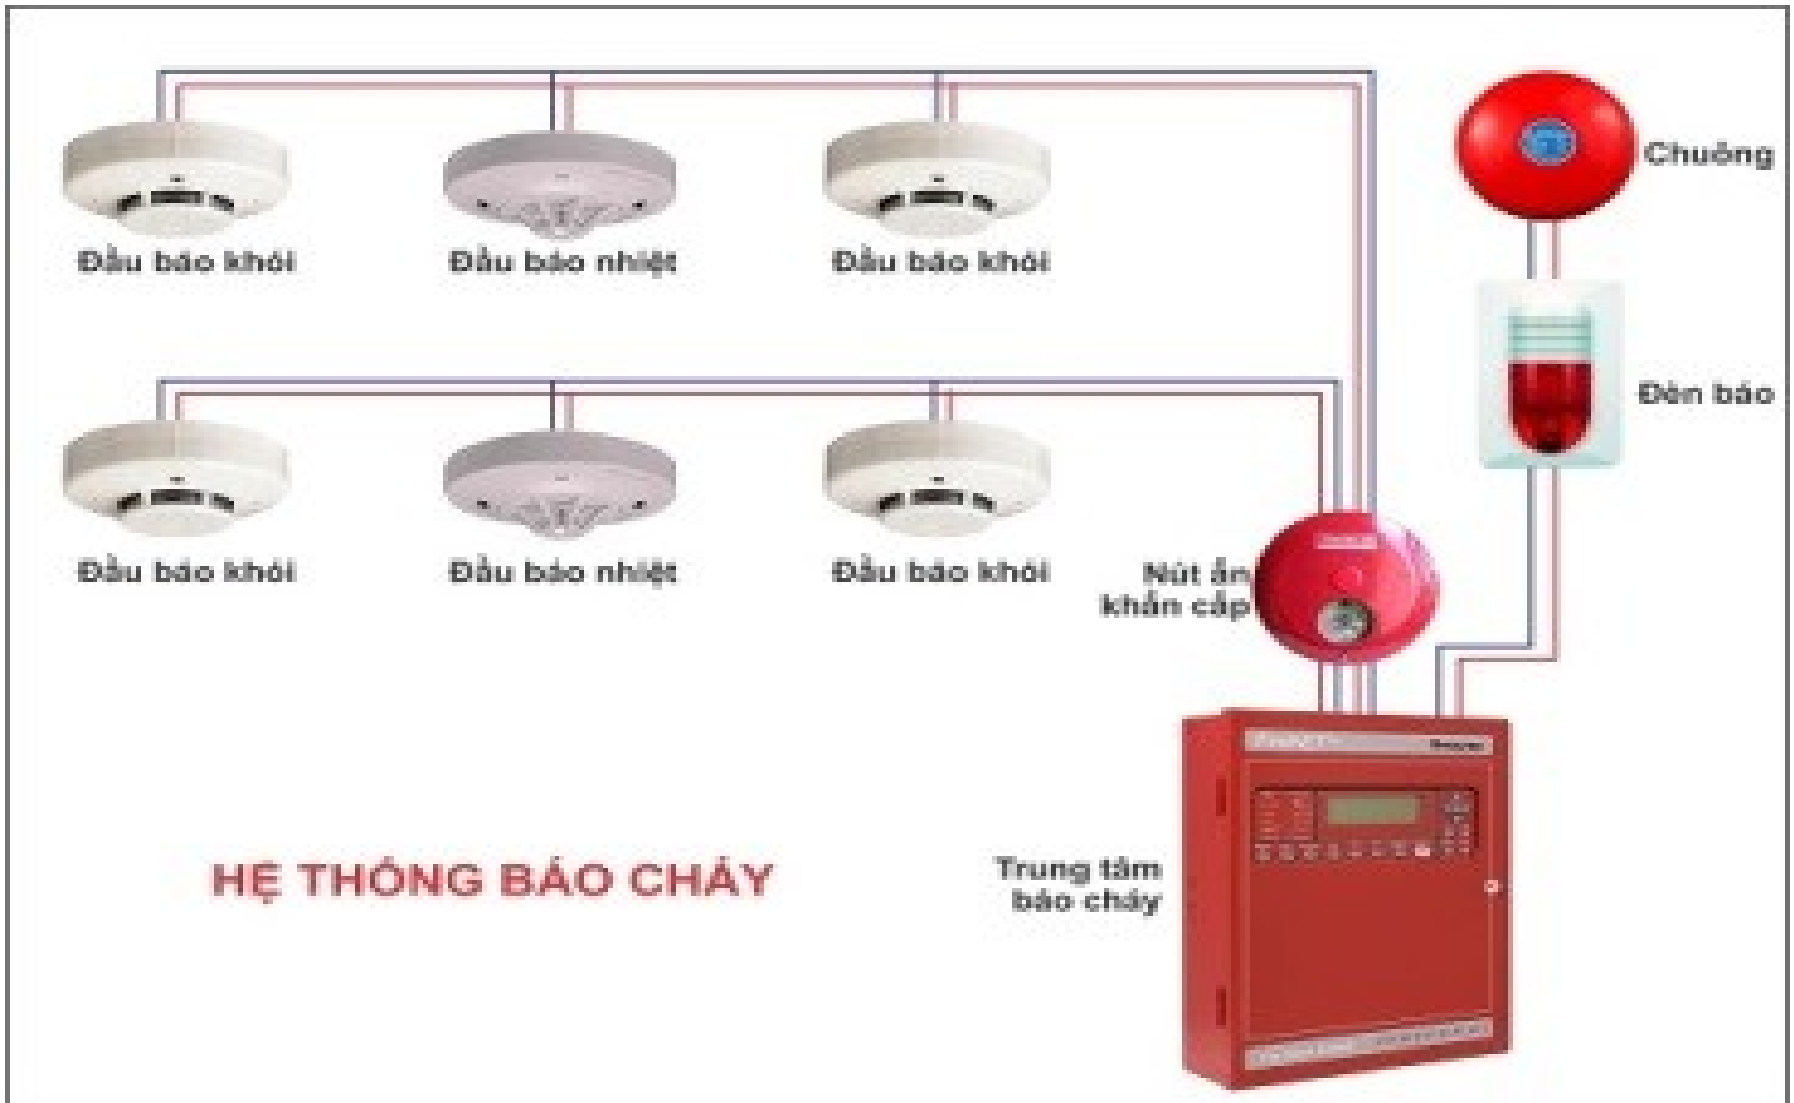 Chuông
Đầu báo khói
Đầu báo nhiệt
Đầu báo khói
Đèn báo
Đầu báo khói
Đầu báo nhiệt
Đầu báo khói
Nút ấn
khẩn cấp
Trung tâm
báo cháy
HỆ THỐNG BÁO CHÁY